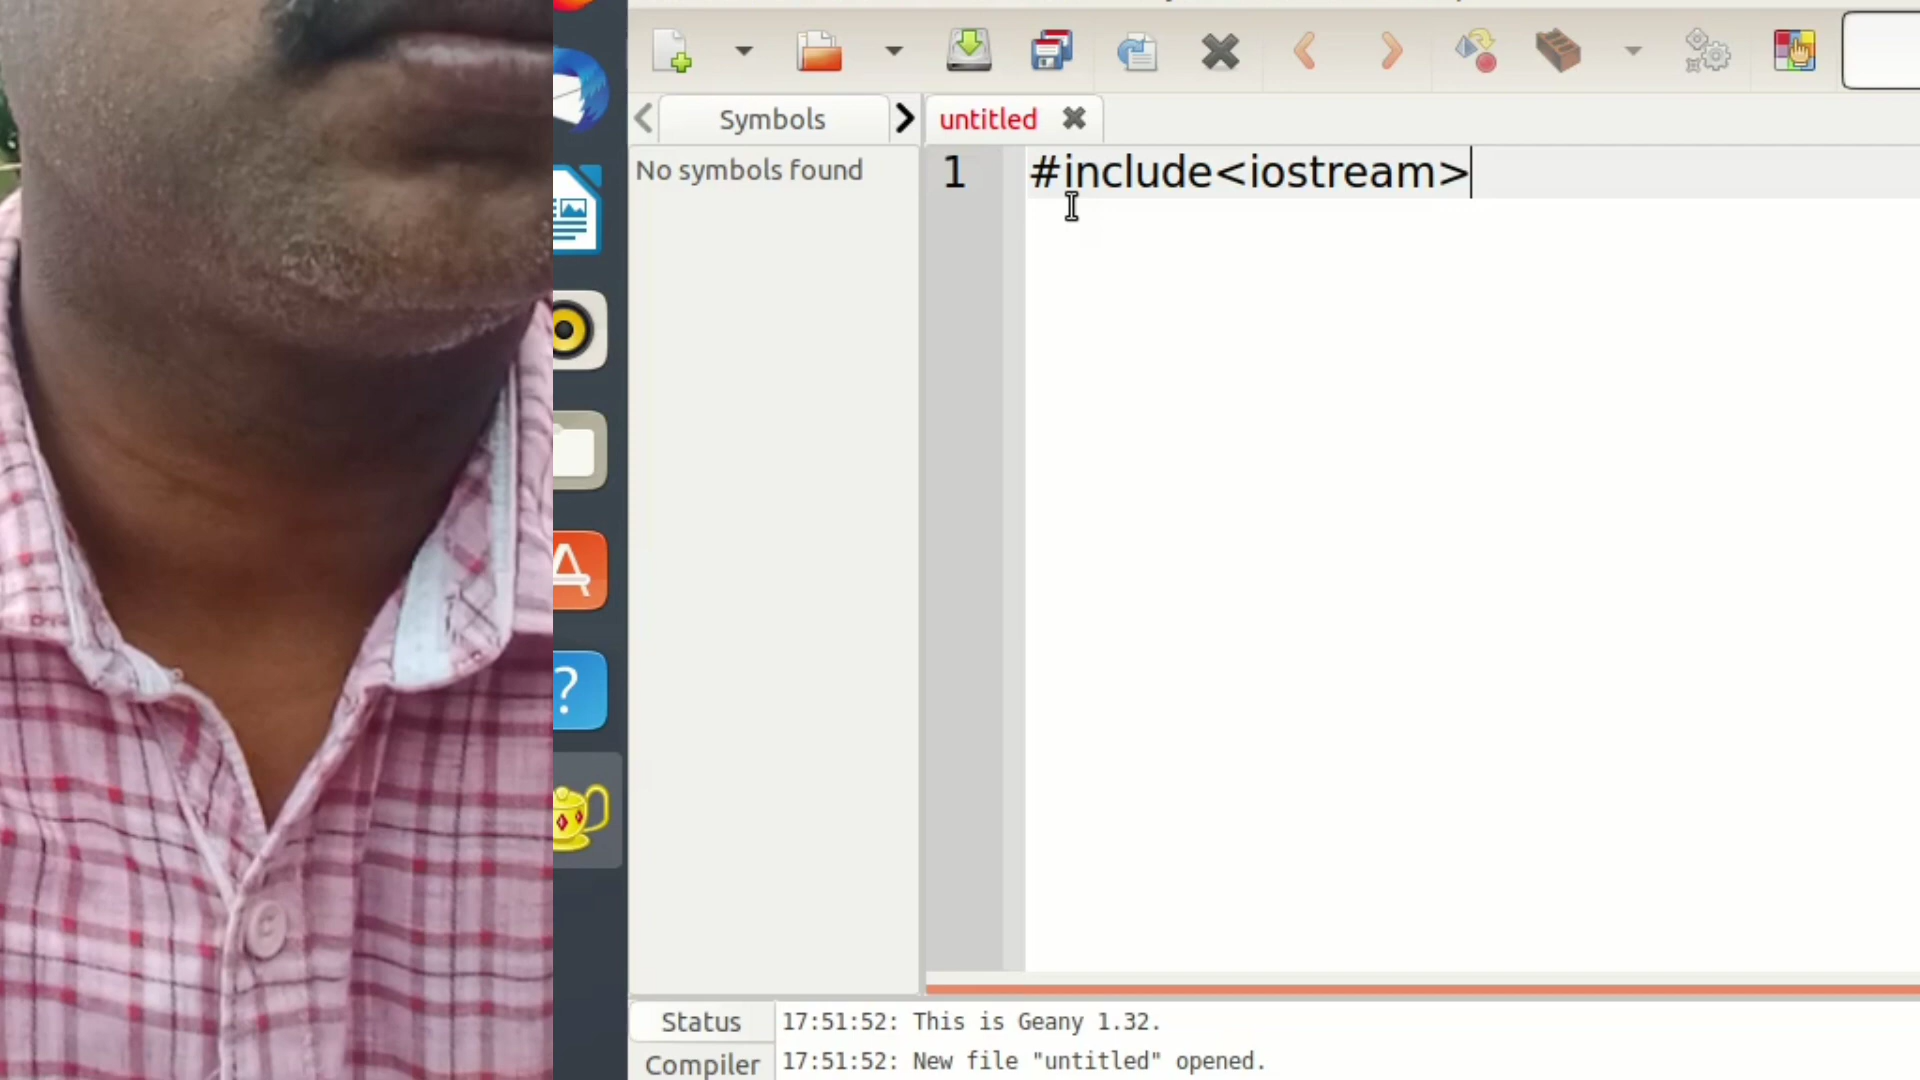 Symbols
untitled
No symbols found
1
#include<iostream>
Status
17:51:52: This is Geany 1.32.
Compiler
17:51:52: New file "untitled" opened.